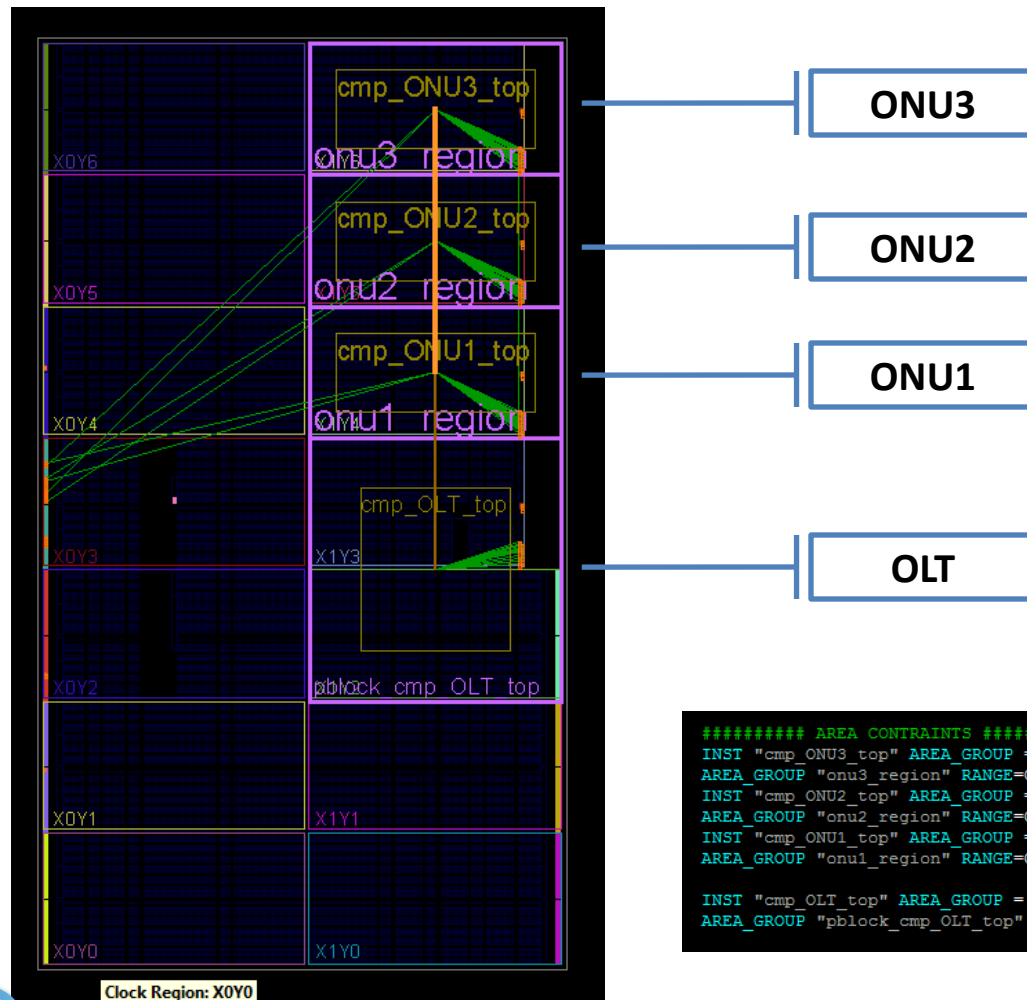 cmp_ONU3_top
ONU3
X0Y6
onu3_region
cmp_ONU2_top
ONU2
X0Y5
onu2_region
cmp_ONU1_top
ONU1
X0Y4
onu1_region
cmp_OLT_top
X0Y3
X1Y3
OLT
X0Y2
pblock_cmp_OLT_top
X0Y1
X1Y1
X0Y0
X1Y0
Clock Region: X0Y0
########## AREA CONTRAINTS #####
INST "cmp_ONU3_top" AREA_GROUP =
AREA_GROUP "onu3_region" RANGE=
INST "cmp_ONU2_top" AREA_GROUP =
AREA_GROUP "onu2_region" RANGE=
INST "cmp_ONU1_top" AREA_GROUP =
AREA_GROUP "onu1_region" RANGE=
INST "cmp_OLT_top" AREA_GROUP =
AREA_GROUP "pblock_cmp_OLT_top"